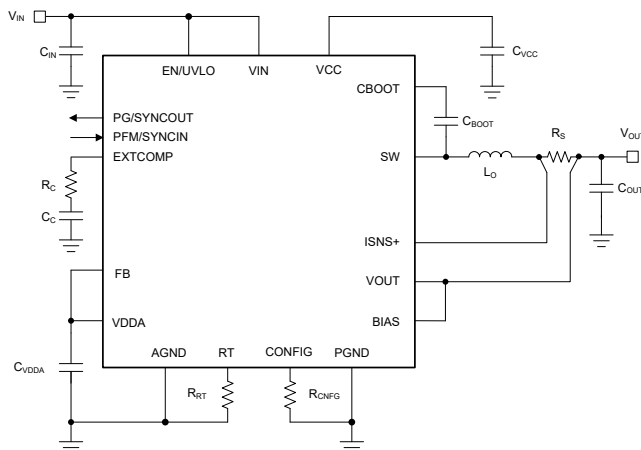 VIN
CIN
EN/UVLO
VIN
VCC
CVCC
CBOOT
CBOOT
PG/SYNCOUT
PFM/SYNCIN
EXTCOMP
SW
LO
RS
VOUT
COUT
RC
CC
ISNS+
FB
VOUT
VDDA
BIAS
CVDDA
AGND
RT
CONFIG
PGND
RRT
RCNFG